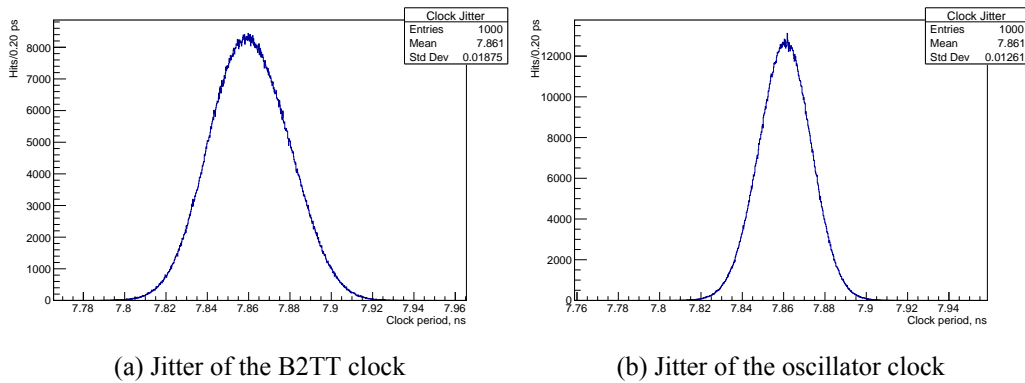 Clock Jitter
Entries 1000
Mean 7.861
Std Dev 0.01875
Hits/0.20 ps
8000
7000
6000
5000
4000
3000
2000
1000
0
7.78 7.8 7.82 7.84 7.86 7.88 7.9 7.92 7.94 7.96
Clock period, ns
(a) Jitter of the B2TT clock
Clock Jitter
Entries 1000
Mean 7.861
Std Dev 0.01261
Hits/0.20 ps
12000
10000
8000
6000
4000
2000
0
7.76 7.78 7.8 7.82 7.84 7.86 7.88 7.9 7.92 7.94
Clock period, ns
(b) Jitter of the oscillator clock